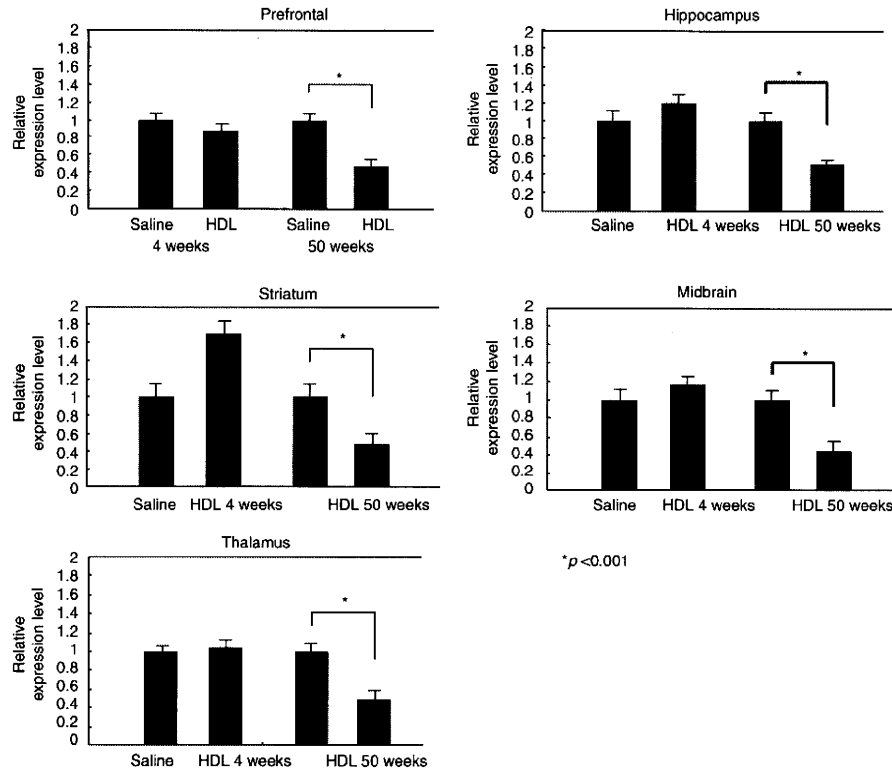 Prefrontal
Relative
expression level
2
1.8
1.6
1.4
1.2
1
0.8
0.6
0.4
0.2
0
*
Saline HDL Saline HDL
4 weeks 50 weeks
Hippocampus
Relative
expression level
2
1.8
1.6
1.4
1.2
1
0.8
0.6
0.4
0.2
0
*
Saline HDL 4 weeks HDL 50 weeks
Striatum
Relative
expression level
2
1.8
1.6
1.4
1.2
1
0.8
0.6
0.4
0.2
0
*
Saline HDL 4 weeks HDL 50 weeks
Midbrain
Relative
expression level
2
1.8
1.6
1.4
1.2
1
0.8
0.6
0.4
0.2
0
*
Saline HDL 4 weeks HDL 50 weeks
Thalamus
Relative
expression level
2
1.8
1.6
1.4
1.2
1
0.8
0.6
0.4
0.2
0
*
Saline HDL 4 weeks HDL 50 weeks
*p<0.001